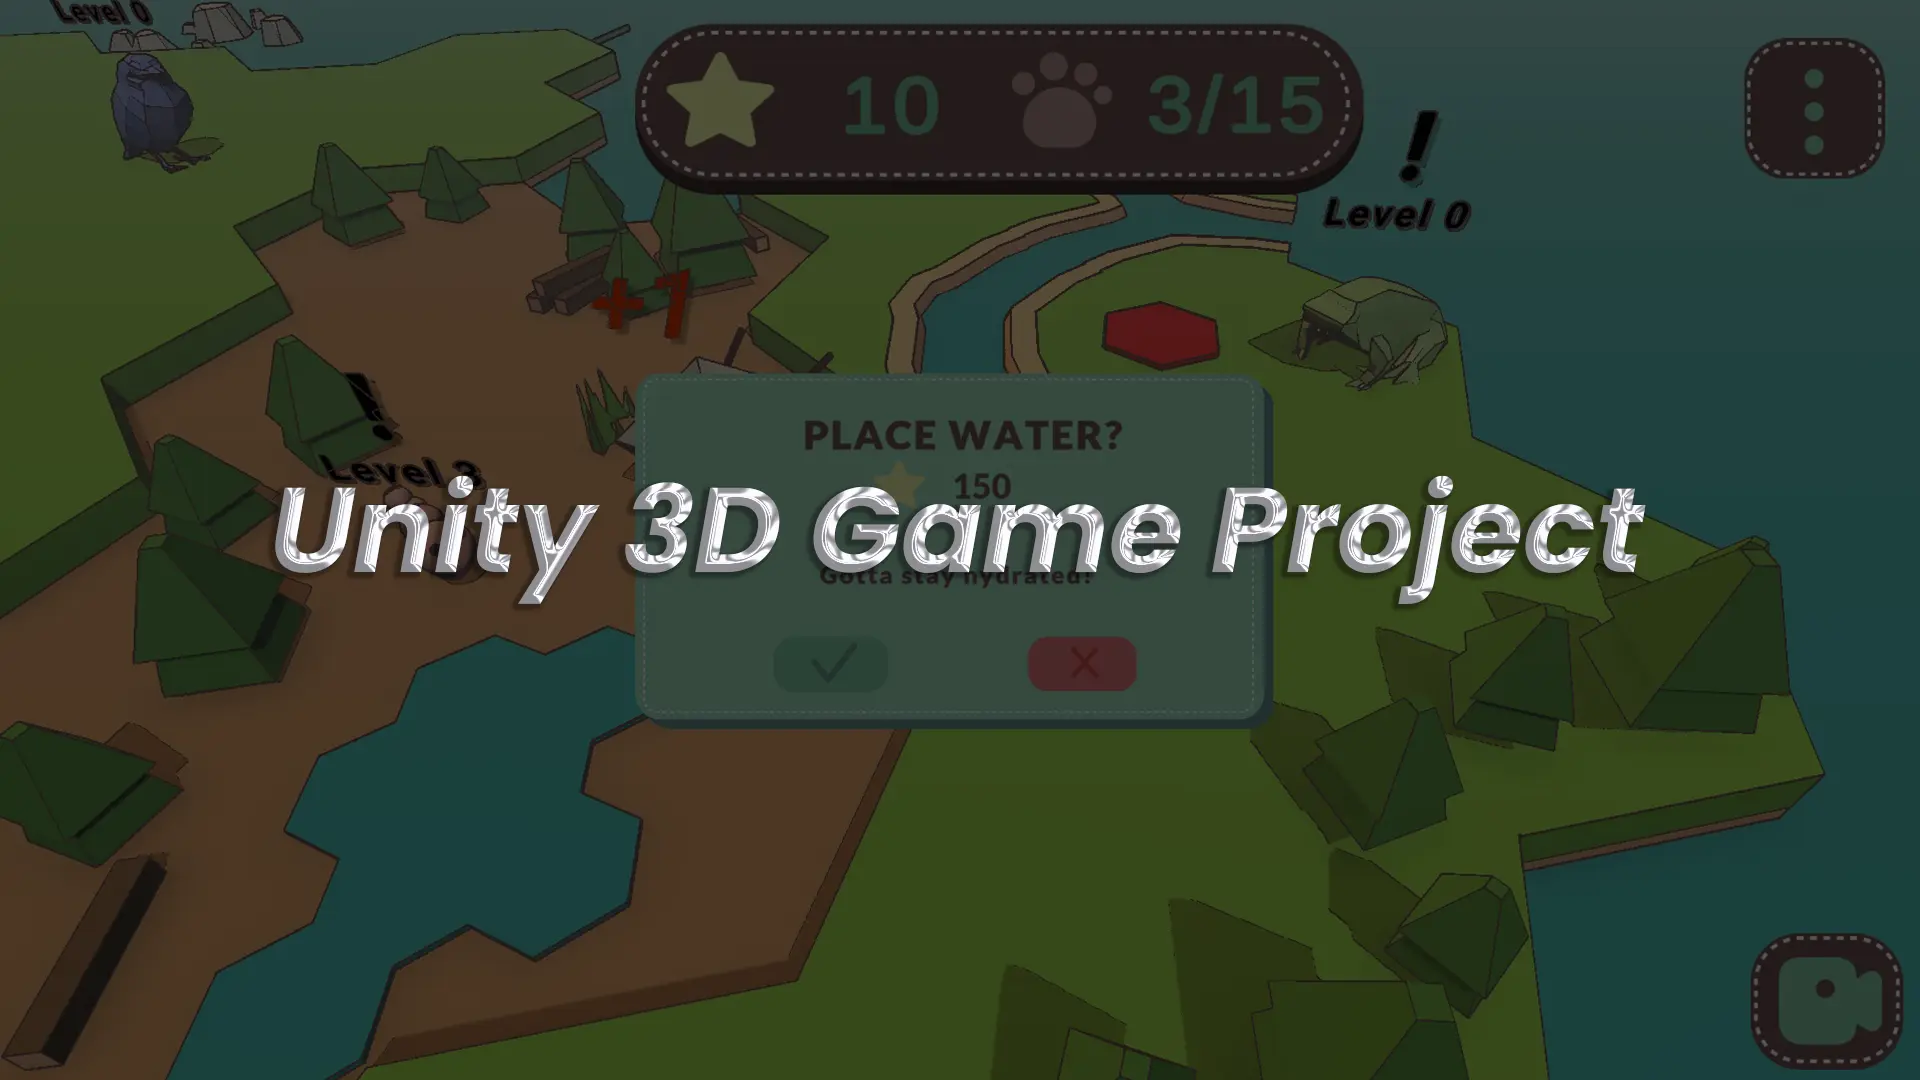 Level 0
10
3/15
!
Level 0
+1
!
Level 3
PLACE WATER?
150
Unity 3D Game Project
Gotta stay hydrated!